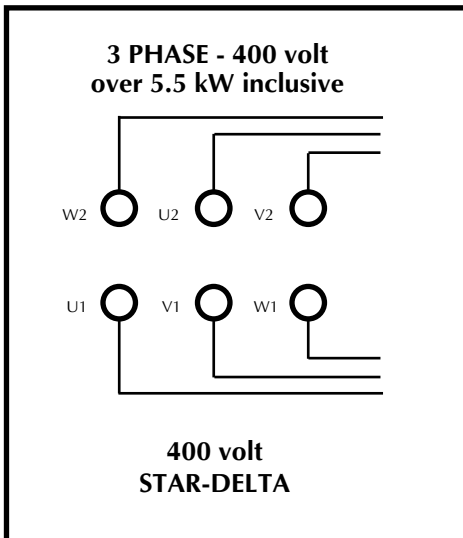 3 PHASE - 400 volt
over 5.5 kW inclusive
W2 U2 V2
U1 V1 W1
400 volt
STAR-DELTA